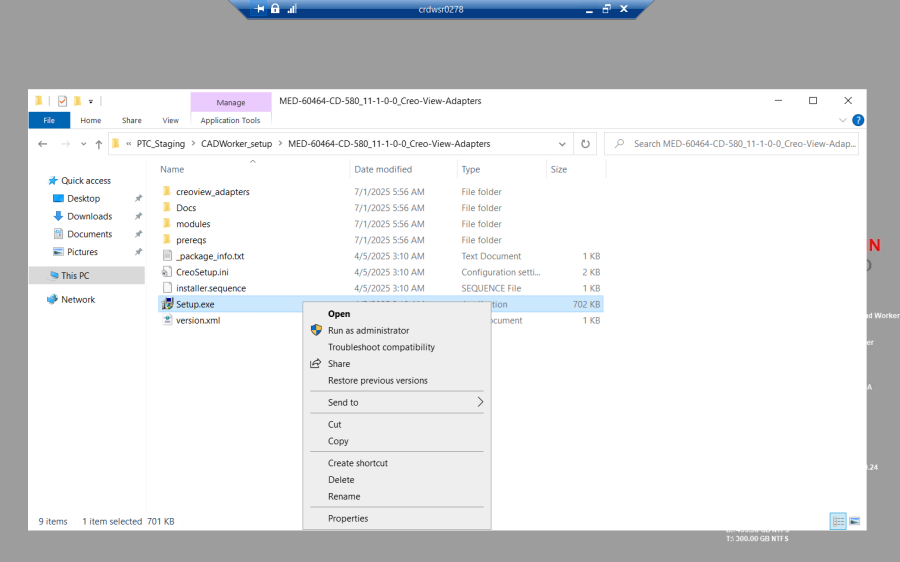 crdwsr0278
Manage
MED-60464-CD-580_11-1-0-0_Creo-View-Adapters
File
Home
Share
View
Application Tools
« PTC_Staging > CADWorker_setup > MED-60464-CD-580_11-1-0-0_Creo-View-Adapters
Search MED-60464-CD-580_11-1-0-0_Creo-View-Adap...
Name Date modified Type Size
Quick access
Desktop
Downloads
Documents
Pictures
This PC
Network
creoview_adapters 7/1/2025 5:56 AM File folder
Docs 7/1/2025 5:56 AM File folder
modules 7/1/2025 5:56 AM File folder
prereqs 7/1/2025 5:56 AM File folder
_package_info.txt 4/5/2025 3:10 AM Text Document 1 KB
CreoSetup.ini 4/5/2025 3:10 AM Configuration setti... 2 KB
installer.sequence 4/5/2025 3:10 AM SEQUENCE File 1 KB
Setup.exe 702 KB
version.xml 1 KB
Open
Run as administrator
Troubleshoot compatibility
Share
Restore previous versions
Send to
Cut
Copy
Create shortcut
Delete
Rename
Properties
9 items 1 item selected 701 KB
N
Worker
A
.24
T:\ 300.00 GB NTFS